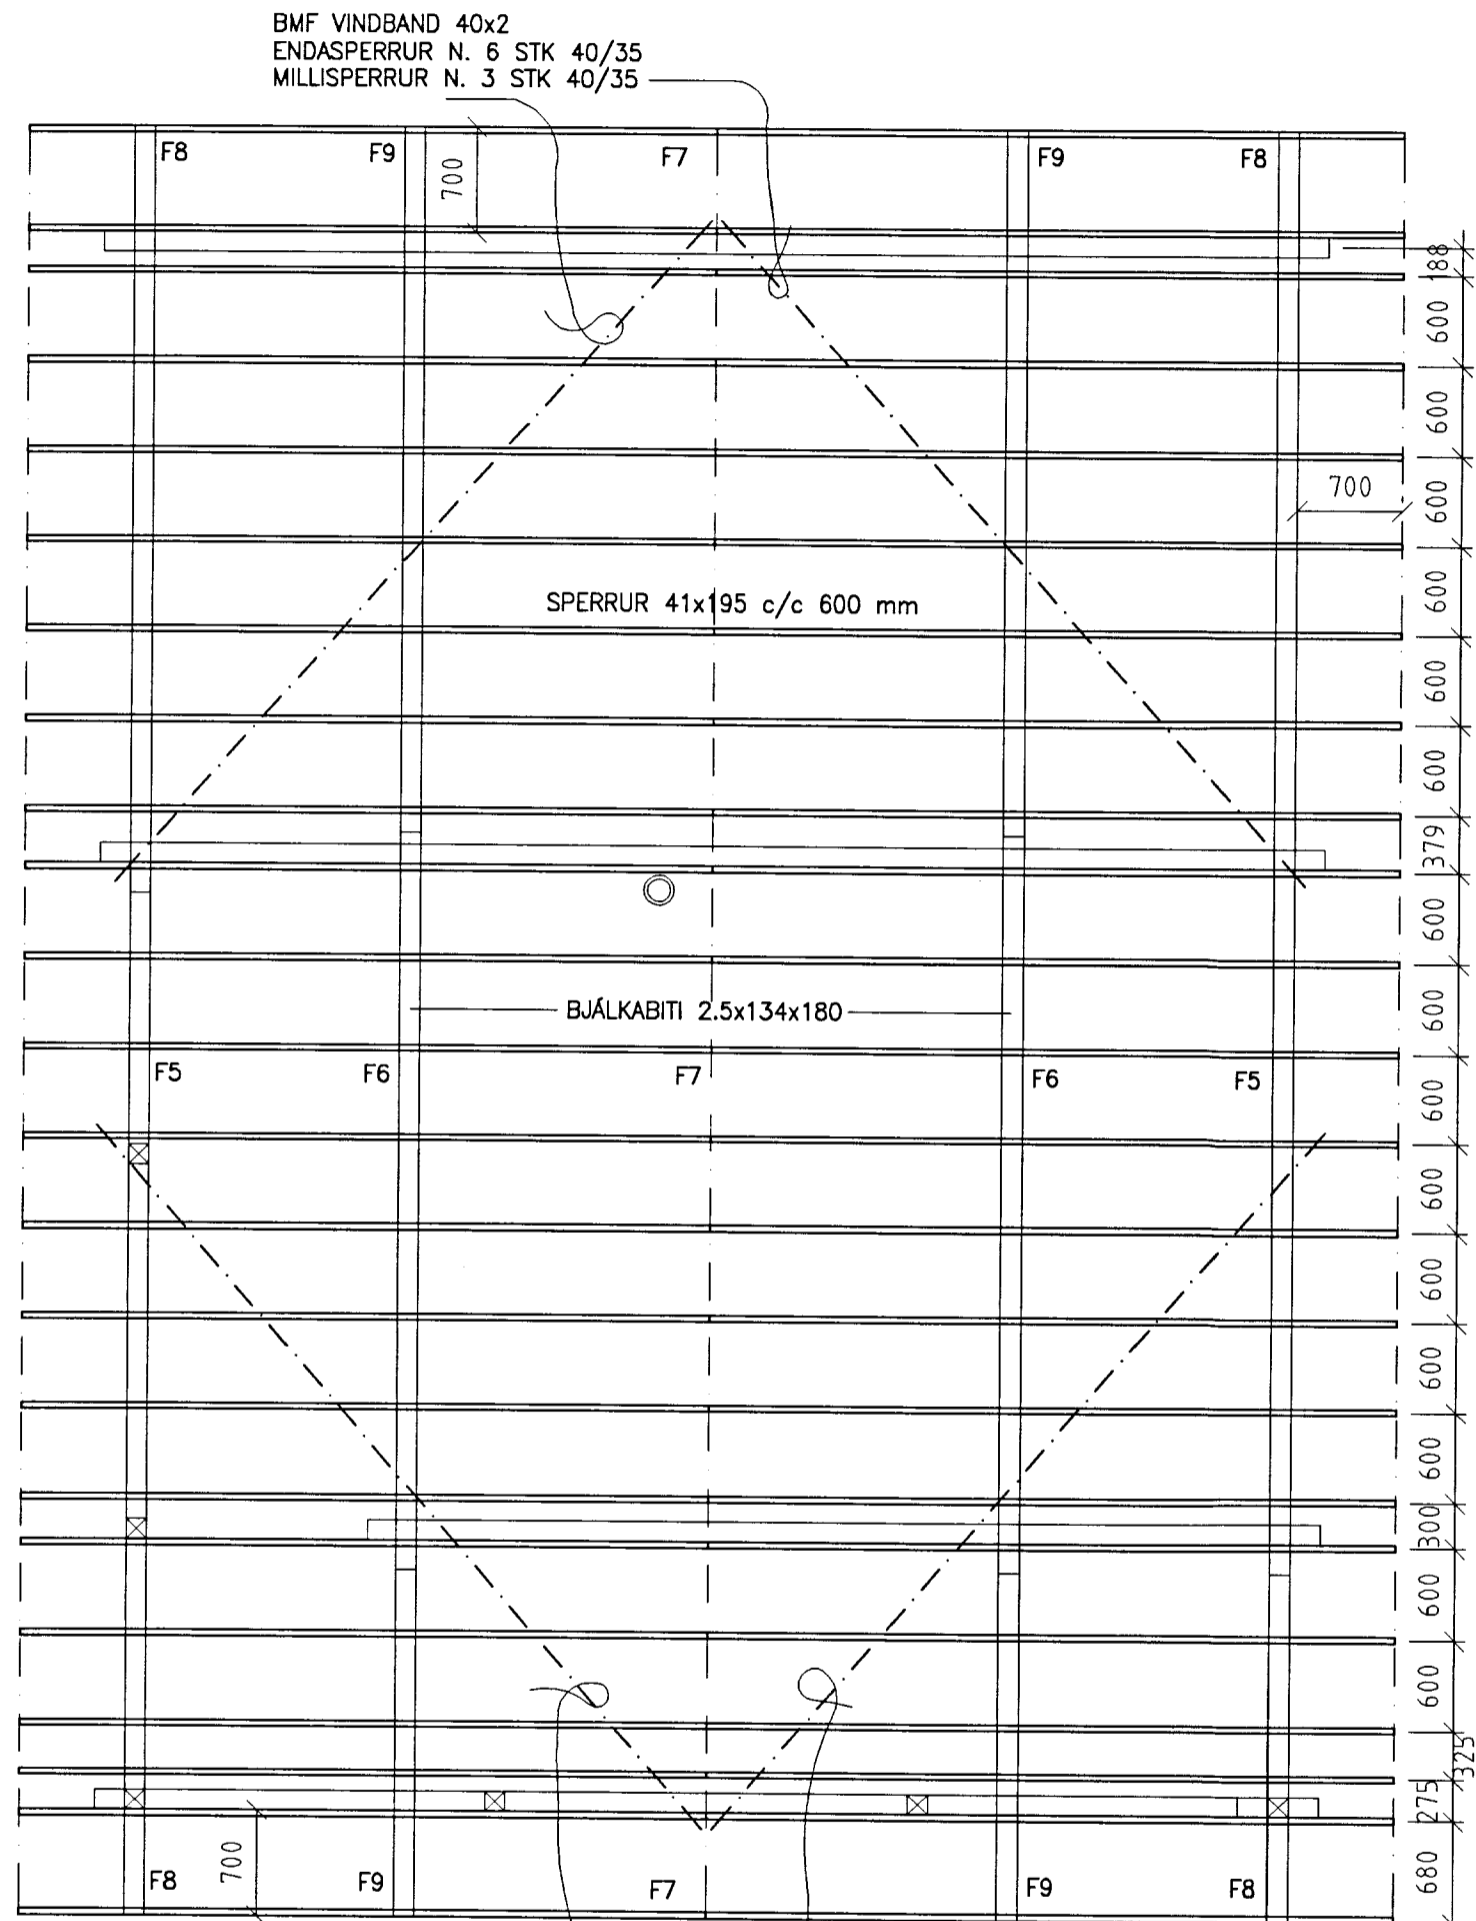 BMF VINDBAND 40x2
ENDASPERRUR N. 6 STK 40/35
MILLISPERRUR N. 3 STK 40/35
F8
F9
F7
F9
F8
700
188
600
600
600
700
600
SPERRUR 41x195 c/c 600 mm
600
600
379
600
BJÁLKABITI 2.5x134x180
600
F5
F6
F7
F6
F5
600
600
600
600
600
300
600
600
325
275
700
680
F8
F9
F7
F9
F8